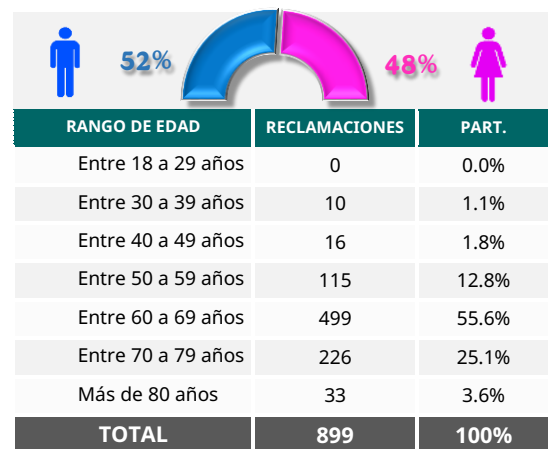 52% 48%
RANGO DE EDAD RECLAMACIONES PART.
Entre 18 a 29 años 0 0.0%
Entre 30 a 39 años 10 1.1%
Entre 40 a 49 años 16 1.8%
Entre 50 a 59 años 115 12.8%
Entre 60 a 69 años 499 55.6%
Entre 70 a 79 años 226 25.1%
Más de 80 años 33 3.6%
TOTAL 899 100%